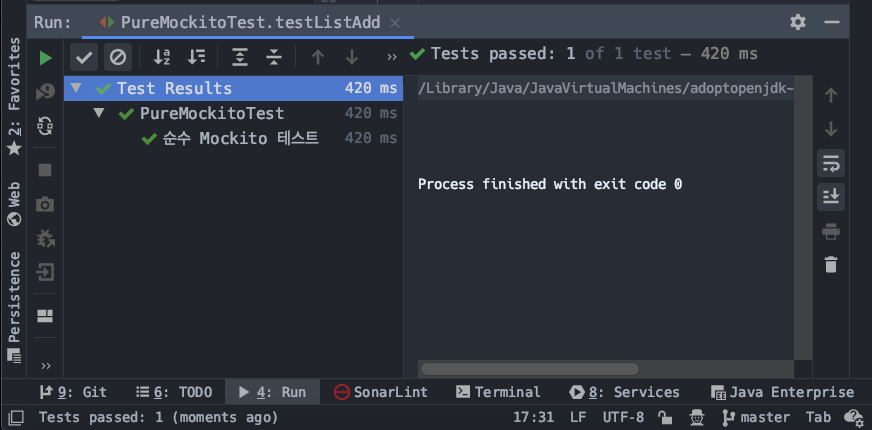 Run: PureMockitoTest.testListAdd
Tests passed: 1 of 1 test – 420 ms
Test Results 420 ms
PureMockitoTest 420 ms
순수 Mockito 테스트 420 ms
/Library/Java/JavaVirtualMachines/adoptopenjdk-
Process finished with exit code 0
2: Favorites
Web
Persistence
9: Git 6: TODO 4: Run SonarLint Terminal 8: Services Java Enterprise
Tests passed: 1 (moments ago) 17:31 LF UTF-8 master Tab